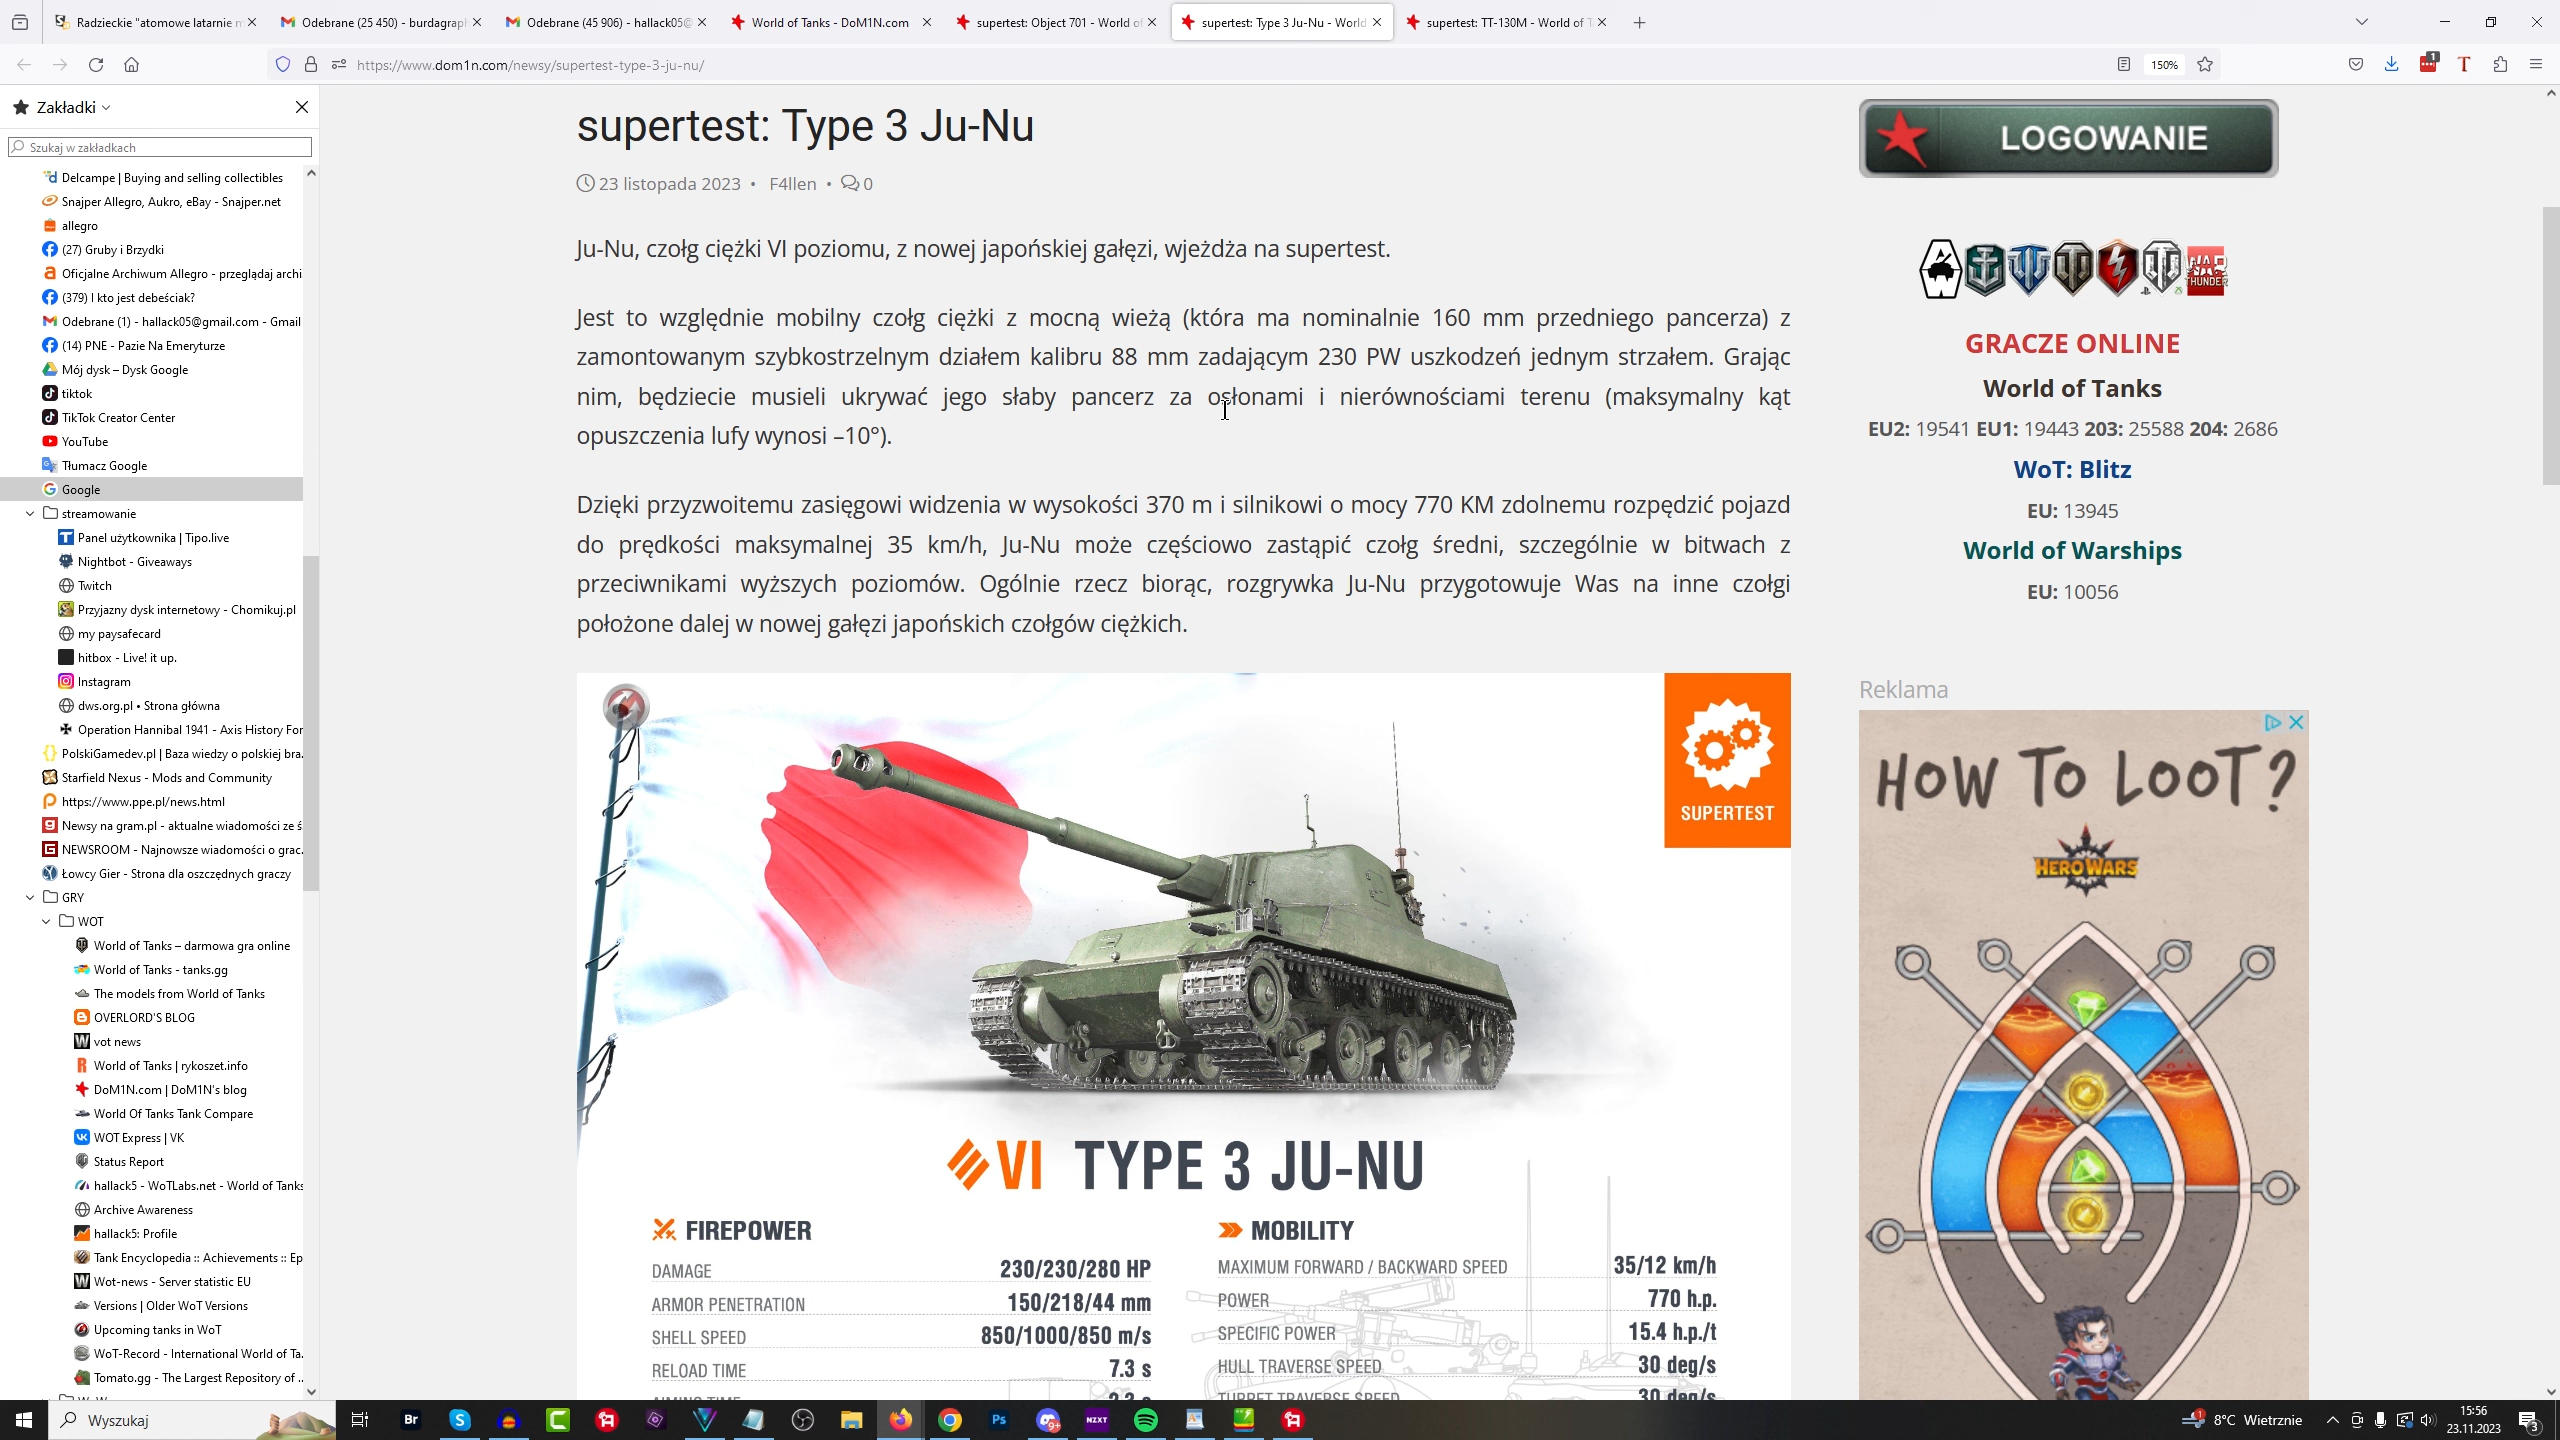 Radzieckie "atomowe latarnie m
Odebrane (25 450) - burdagraph
Odebrane (45 906) - hallack05@
World of Tanks - DoM1N.com
supertest: Object 701 - World of
supertest: Type 3 Ju-Nu - World
supertest: TT-130M - World of T
https://www.dom1n.com/newsy/supertest-type-3-ju-nu/
150%
1
Zakładki
Szukaj w zakładkach
Delcampe | Buying and selling collectibles
Snajper Allegro, Aukro, eBay - Snajper.net
allegro
(27) Gruby i Brzydki
Oficjalne Archiwum Allegro - przeglądaj archi
(379) I kto jest debeściak?
Odebrane (1) - hallack05@gmail.com - Gmail
(14) PNE - Pazie Na Emeryturze
Mój dysk – Dysk Google
tiktok
TikTok Creator Center
YouTube
Tłumacz Google
Google
streamowanie
Panel użytkownika | Tipo.live
Nightbot - Giveaways
Twitch
Przyjazny dysk internetowy - Chomikuj.pl
my paysafecard
hitbox - Live! it up.
Instagram
dws.org.pl • Strona główna
Operation Hannibal 1941 - Axis History For
PolskiGamedev.pl | Baza wiedzy o polskiej bra...
Starfield Nexus - Mods and Community
https://www.ppe.pl/news.html
Newsy na gram.pl - aktualne wiadomości ze ś...
NEWSROOM - Najnowsze wiadomości o grac...
Łowcy Gier - Strona dla oszczędnych graczy
GRY
WOT
World of Tanks – darmowa gra online
World of Tanks - tanks.gg
The models from World of Tanks
OVERLORD'S BLOG
vot news
World of Tanks | rykoszet.info
DoM1N.com | DoM1N's blog
World Of Tanks Tank Compare
WOT Express | VK
Status Report
hallack5 - WoTLabs.net - World of Tanks
Archive Awareness
hallack5: Profile
Tank Encyclopedia :: Achievements :: Ep
Wot-news - Server statistic EU
Versions | Older WoT Versions
Upcoming tanks in WoT
WoT-Record - International World of Ta...
Tomato.gg - The Largest Repository of ...
supertest: Type 3 Ju-Nu
23 listopada 2023 • F4llen • 0
Ju-Nu, czołg ciężki VI poziomu, z nowej japońskiej gałęzi, wjeżdża na supertest.
Jest to względnie mobilny czołg ciężki z mocną wieżą (która ma nominalnie 160 mm przedniego pancerza) z
zamontowanym szybkostrzelnym działem kalibru 88 mm zadającym 230 PW uszkodzeń jednym strzałem. Grając
nim, będziecie musieli ukrywać jego słaby pancerz za osłonami i nierównościami terenu (maksymalny kąt
opuszczenia lufy wynosi –10°).
Dzięki przyzwoitemu zasięgowi widzenia w wysokości 370 m i silnikowi o mocy 770 KM zdolnemu rozpędzić pojazd
do prędkości maksymalnej 35 km/h, Ju-Nu może częściowo zastąpić czołg średni, szczególnie w bitwach z
przeciwnikami wyższych poziomów. Ogólnie rzecz biorąc, rozgrywka Ju-Nu przygotowuje Was na inne czołgi
położone dalej w nowej gałęzi japońskich czołgów ciężkich.
SUPERTEST
VI TYPE 3 JU-NU
FIREPOWER
DAMAGE 230/230/280 HP
ARMOR PENETRATION 150/218/44 mm
SHELL SPEED 850/1000/850 m/s
RELOAD TIME 7.3 s
MOBILITY
MAXIMUM FORWARD / BACKWARD SPEED 35/12 km/h
POWER 770 h.p.
SPECIFIC POWER 15.4 h.p./t
HULL TRAVERSE SPEED 30 deg/s
TURRET TRAVERSE SPEED 30 deg/s
LOGOWANIE
WAR THUNDER
GRACZE ONLINE
World of Tanks
EU2: 19541 EU1: 19443 203: 25588 204: 2686
WoT: Blitz
EU: 13945
World of Warships
EU: 10056
Reklama
HOW TO LOOT?
HERO WARS
Wyszukaj
Br
Ps
9+
NZXT
1
8°C Wietrznie
15:56
23.11.2023
3